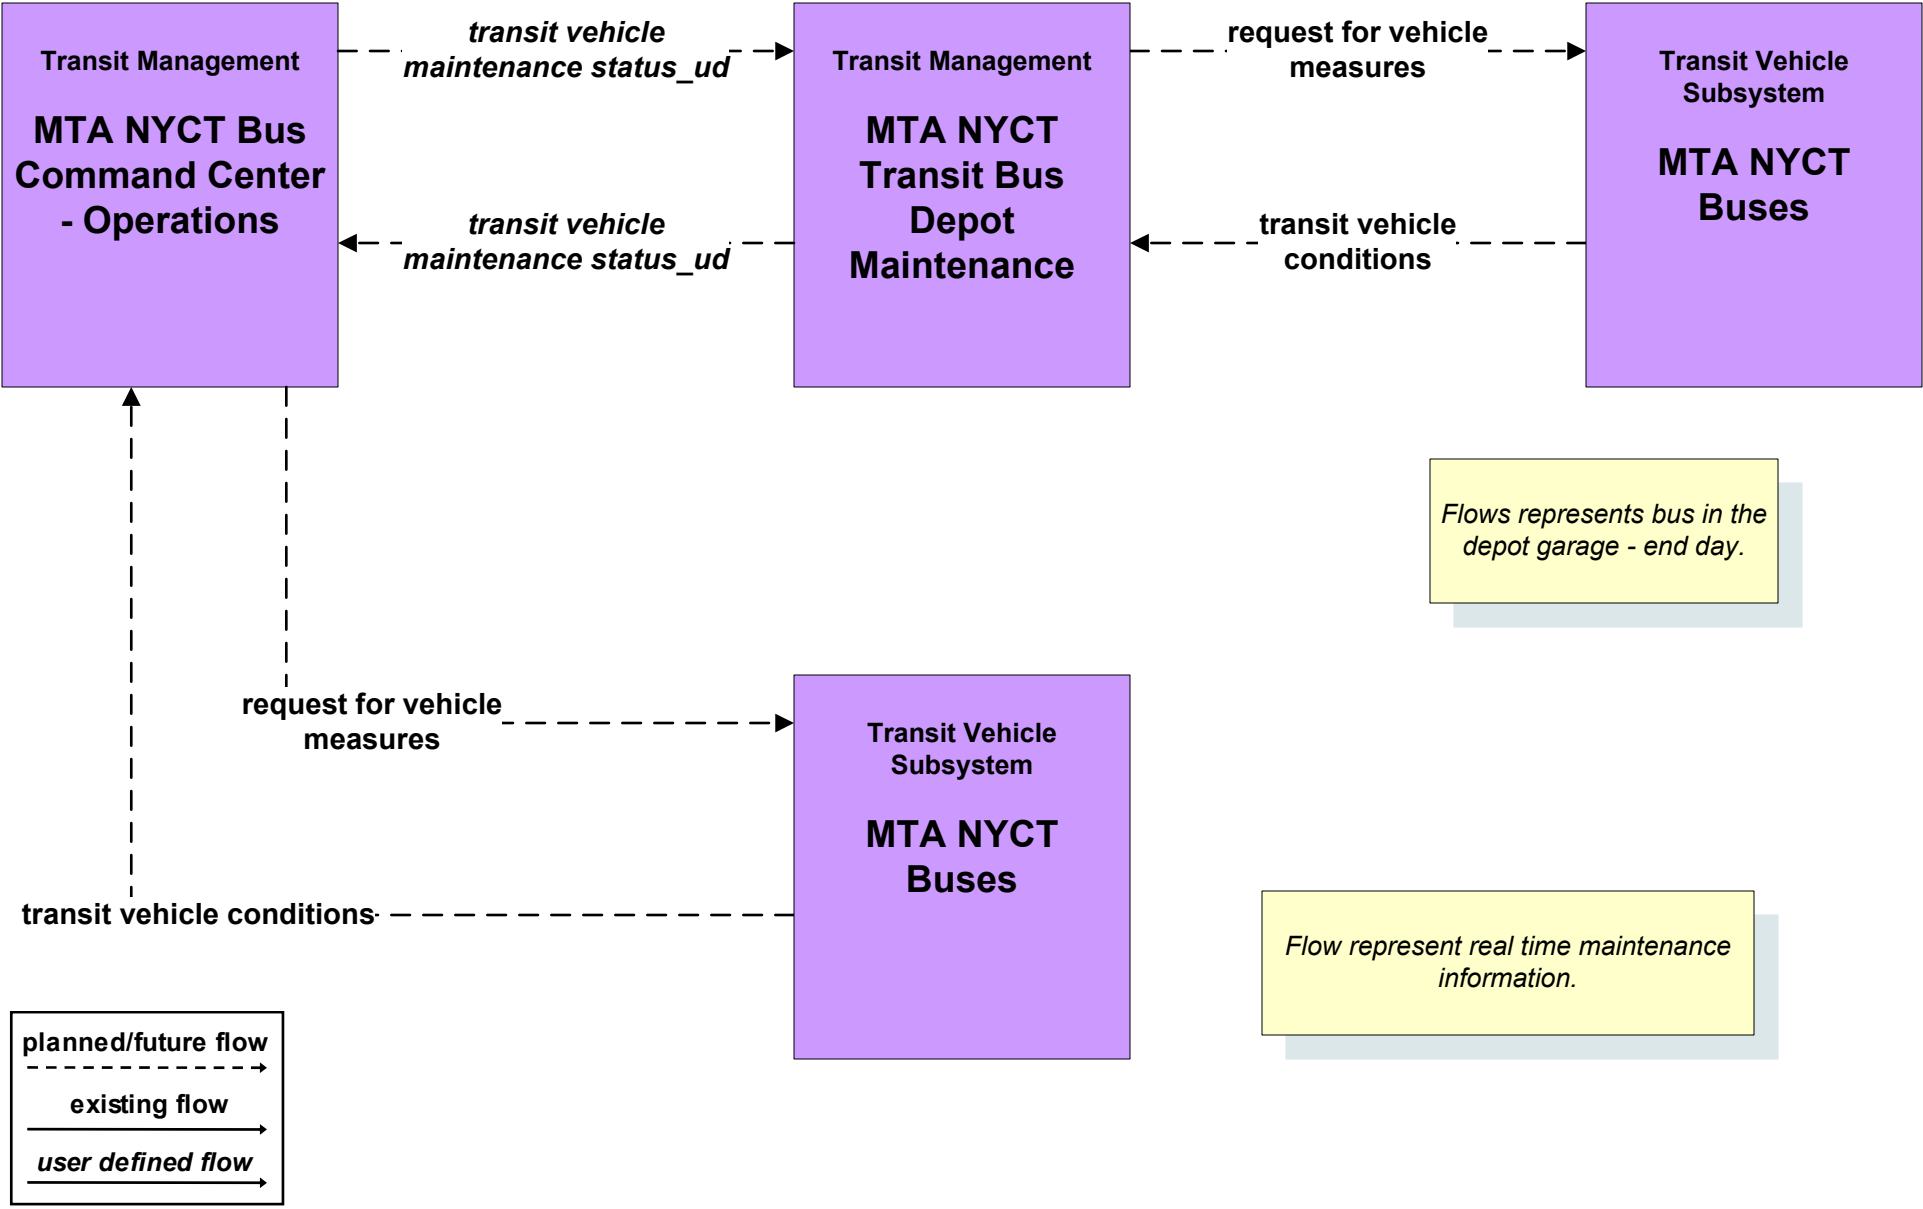 Transit Management
MTA NYCT Bus
Command Center
- Operations
transit vehicle
maintenance status_ud
transit vehicle
maintenance status_ud
Transit Management
MTA NYCT
Transit Bus
Depot
Maintenance
request for vehicle
measures
transit vehicle
conditions
Transit Vehicle
Subsystem
MTA NYCT
Buses
Flows represents bus in the
depot garage - end day.
request for vehicle
measures
transit vehicle conditions
Transit Vehicle
Subsystem
MTA NYCT
Buses
Flow represent real time maintenance
information.
planned/future flow
existing flow
user defined flow